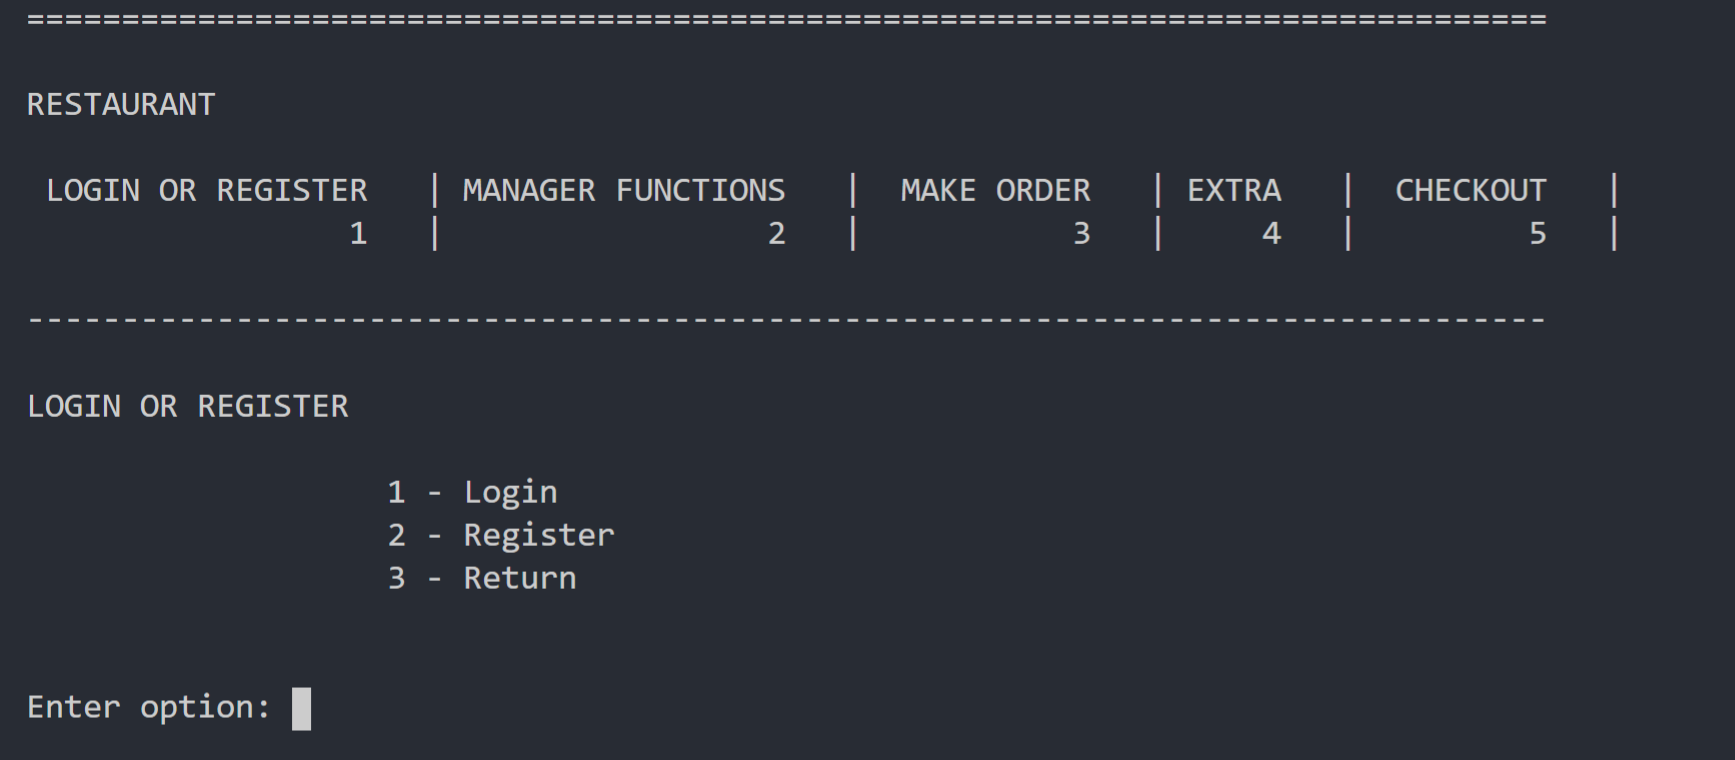 ================================================================================
RESTAURANT
 LOGIN OR REGISTER   | MANAGER FUNCTIONS   |  MAKE ORDER   | EXTRA   |  CHECKOUT   |
                 1   |                 2   |           3   |     4   |         5   |
--------------------------------------------------------------------------------
LOGIN OR REGISTER
                   1 - Login
                   2 - Register
                   3 - Return
Enter option: